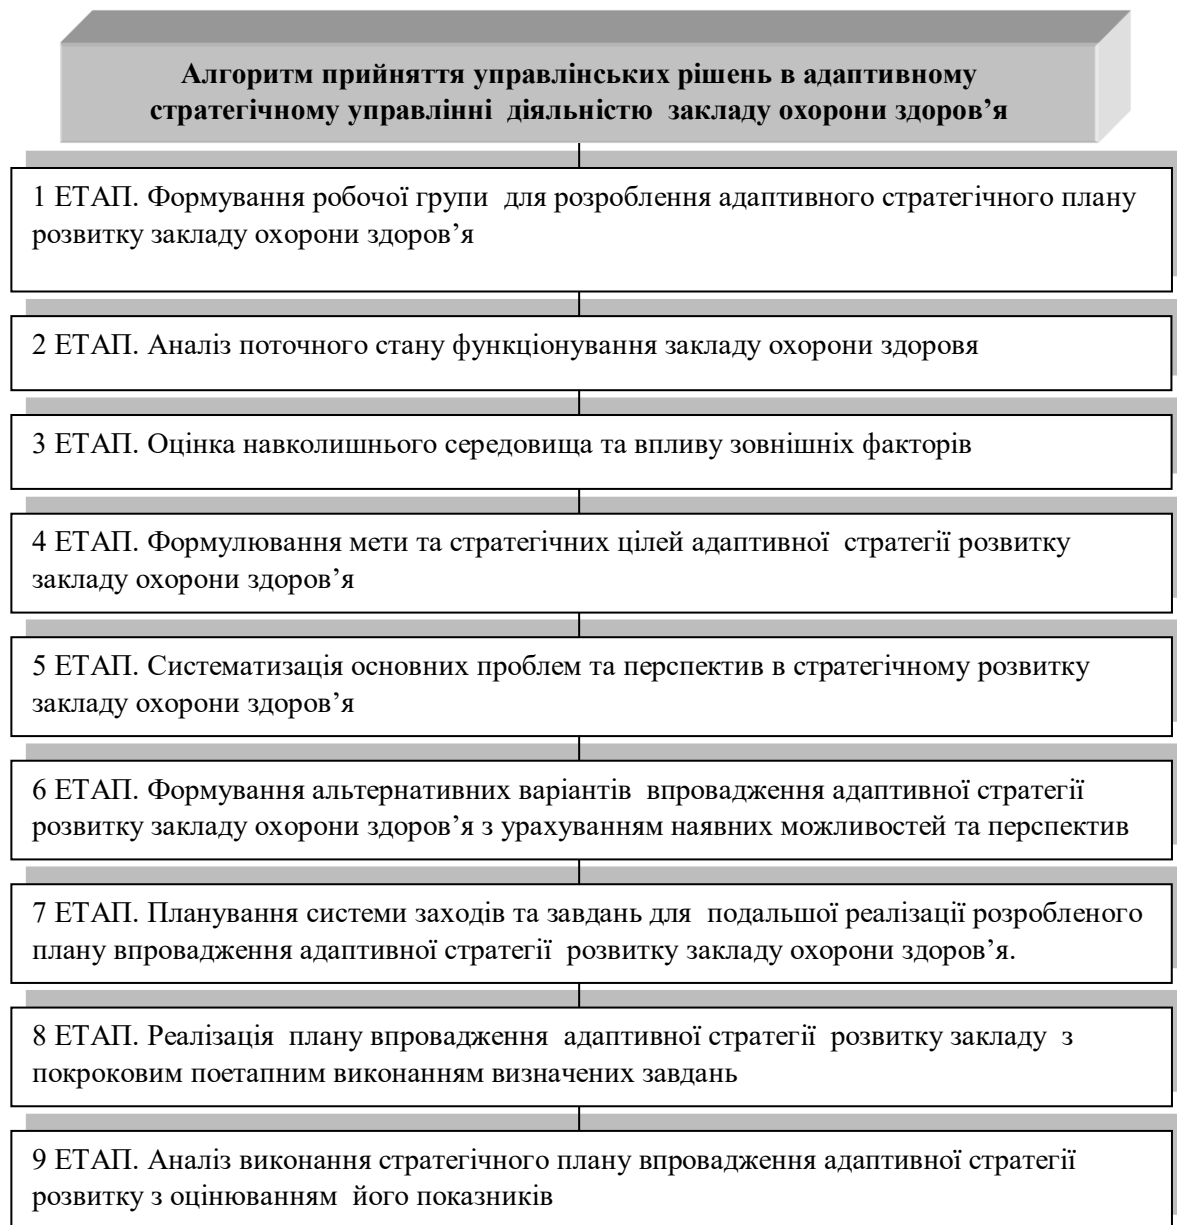 Алгоритм прийняття управлінських рішень в адаптивному
стратегічному управлінні діяльністю закладу охорони здоров’я
1 ЕТАП. Формування робочої групи для розроблення адаптивного стратегічного плану
розвитку закладу охорони здоров’я
2 ЕТАП. Аналіз поточного стану функціонування закладу охорони здоровя
3 ЕТАП. Оцінка навколишнього середовища та впливу зовнішніх факторів
4 ЕТАП. Формулювання мети та стратегічних цілей адаптивної стратегії розвитку
закладу охорони здоров’я
5 ЕТАП. Систематизація основних проблем та перспектив в стратегічному розвитку
закладу охорони здоров’я
6 ЕТАП. Формування альтернативних варіантів впровадження адаптивної стратегії
розвитку закладу охорони здоров’я з урахуванням наявних можливостей та перспектив
7 ЕТАП. Планування системи заходів та завдань для подальшої реалізації розробленого
плану впровадження адаптивної стратегії розвитку закладу охорони здоров’я.
8 ЕТАП. Реалізація плану впровадження адаптивної стратегії розвитку закладу з
покроковим поетапним виконанням визначених завдань
9 ЕТАП. Аналіз виконання стратегічного плану впровадження адаптивної стратегії
розвитку з оцінюванням його показників